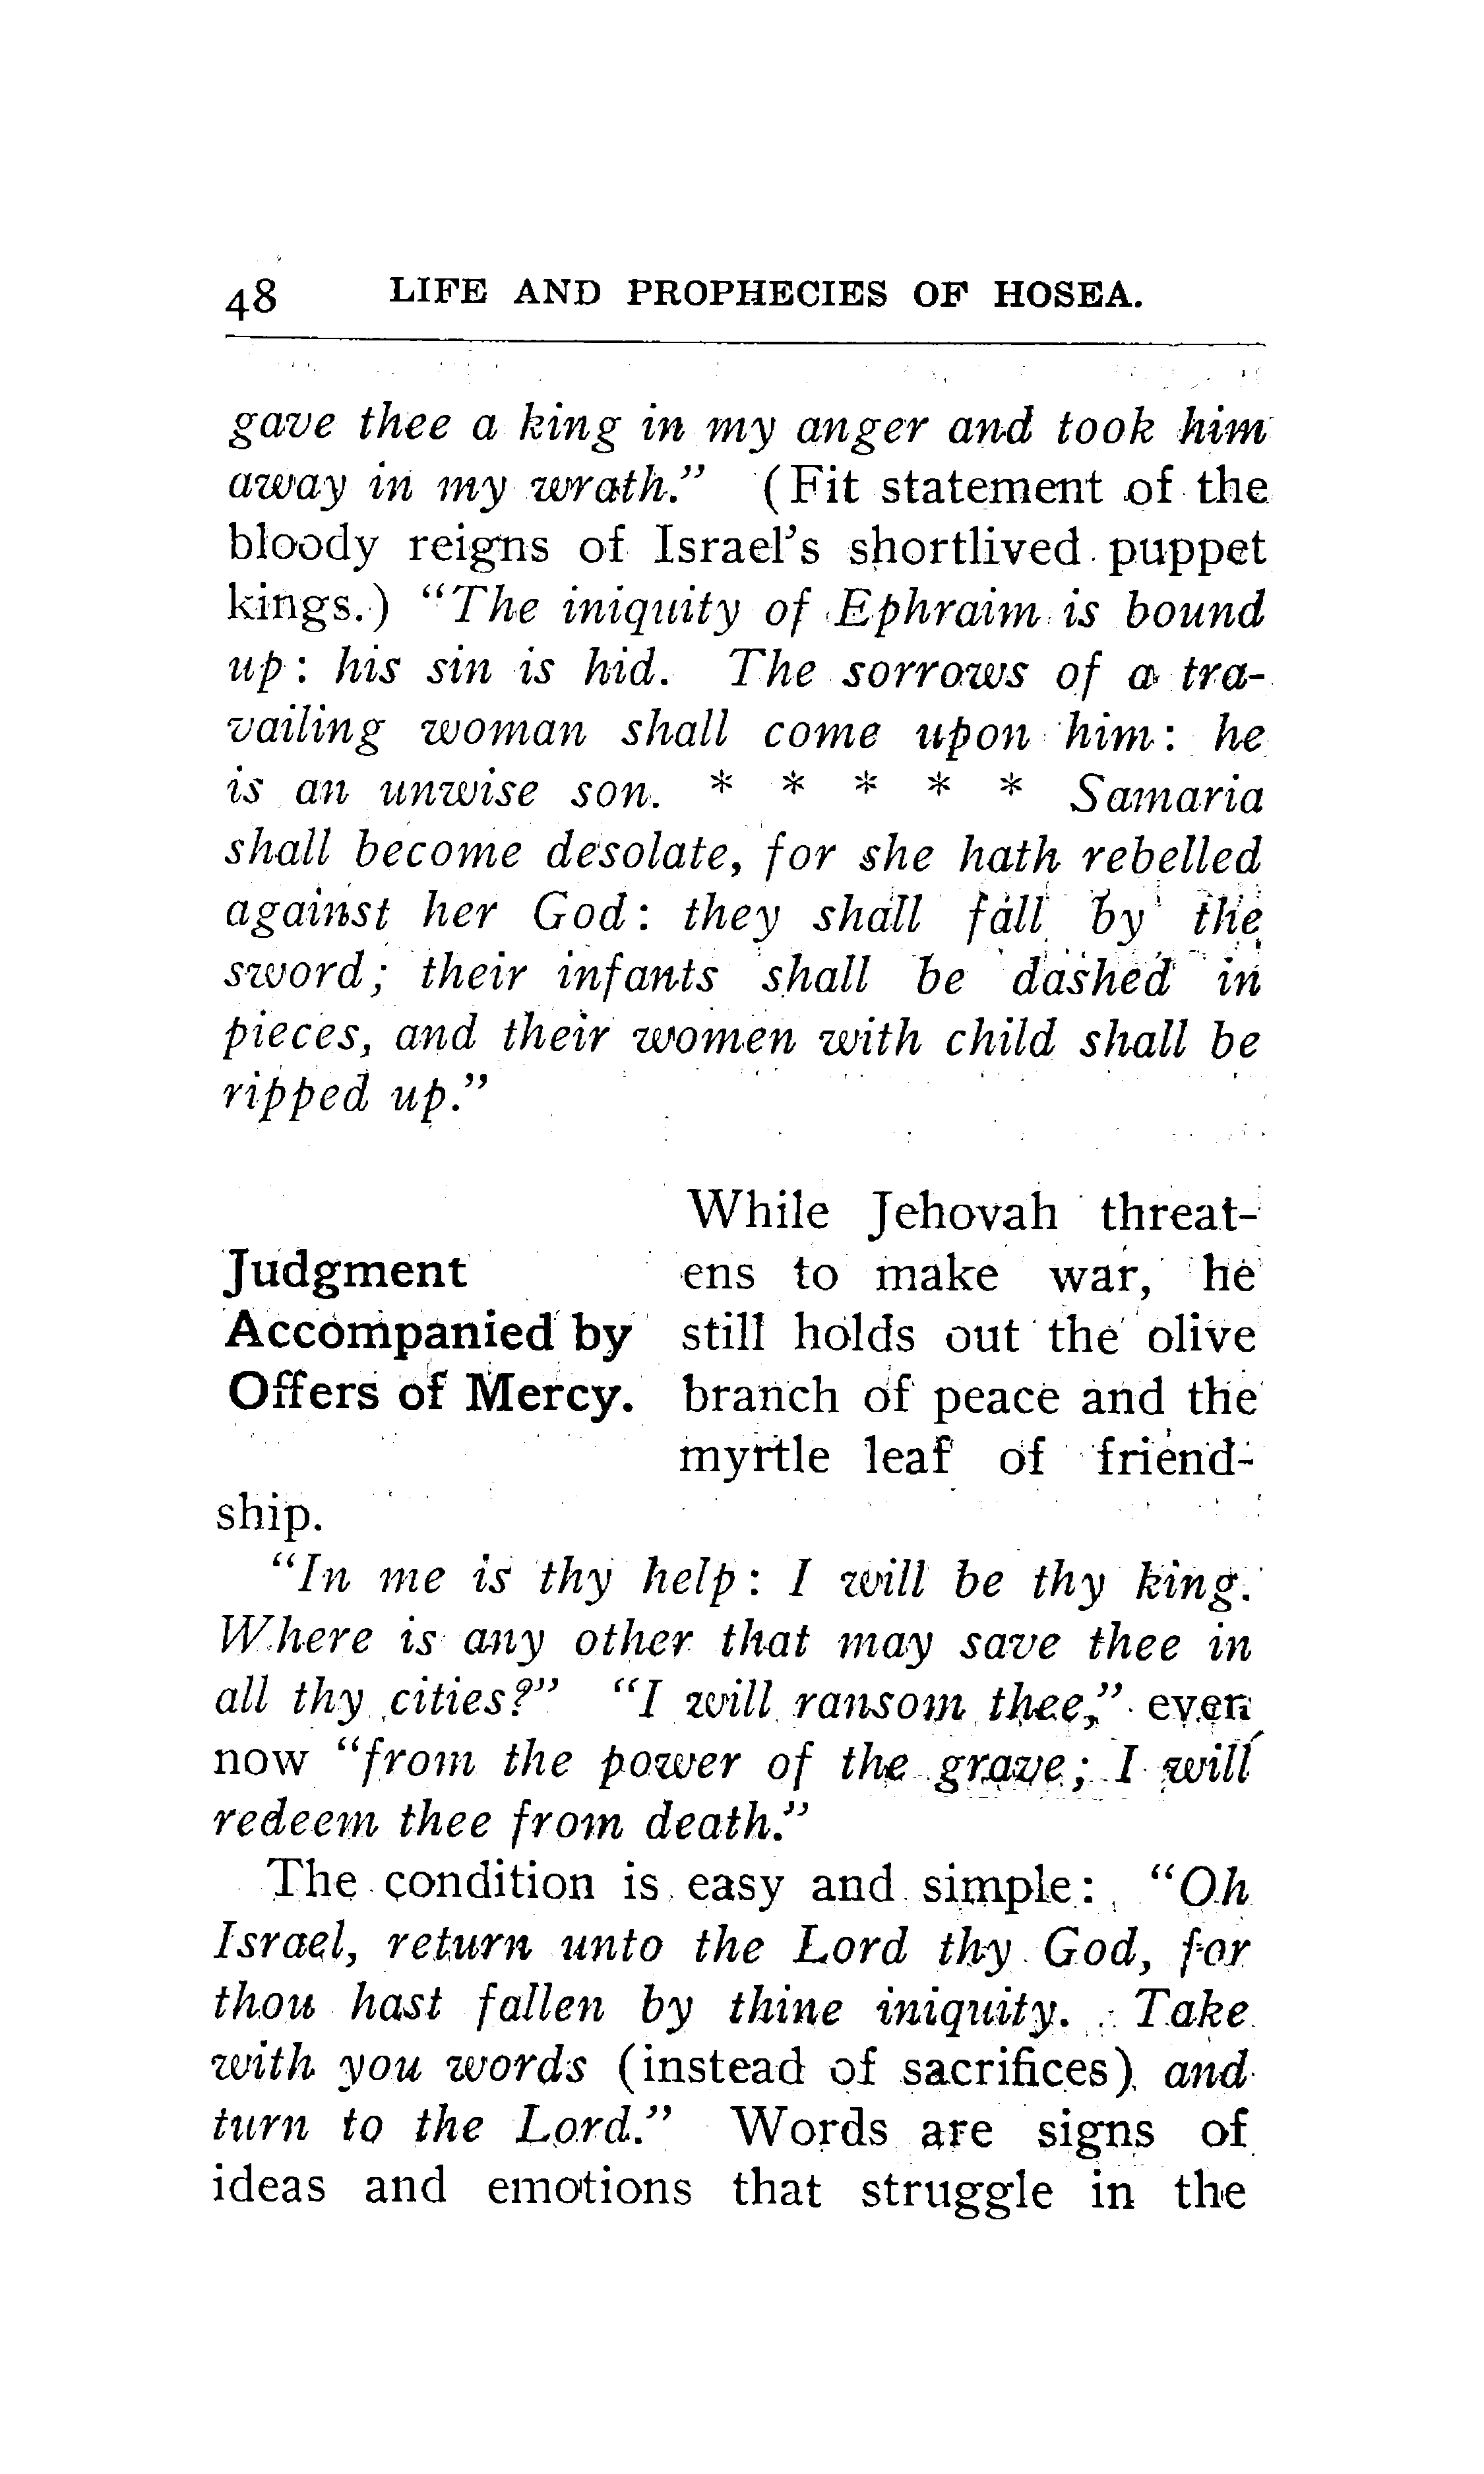 48 LIFE AND PROPHECIES OF HOSEA.
gave thee a king in my anger and took him
away in my wrath." (Fit statement of the
bloody reigns of Israel's shortlived puppet
kings.) "The iniquity of Ephraim is bound
up: his sin is hid. The sorrows of a tra-
vailing woman shall come upon him: he
is an unwise son. * * * * * Samaria
shall become desolate, for she hath rebelled
against her God: they shall fall by the
sword; their infants shall be dashed in
pieces, and their women with child shall be
ripped up."
Judgment
Accompanied by
Offers of Mercy.
While Jehovah threat-
ens to make war, he
still holds out the olive
branch of peace and the
myrtle leaf of friend-
ship.
"In me is thy help: I will be thy king.
Where is any other that may save thee in
all thy cities?" "I will ransom thee," even
now "from the power of the grave; I will
redeem thee from death."
The condition is easy and simple: "Oh
Israel, return unto the Lord thy God, for
thou hast fallen by thine iniquity. Take
with you words (instead of sacrifices) and
turn to the Lord." Words are signs of
ideas and emotions that struggle in the